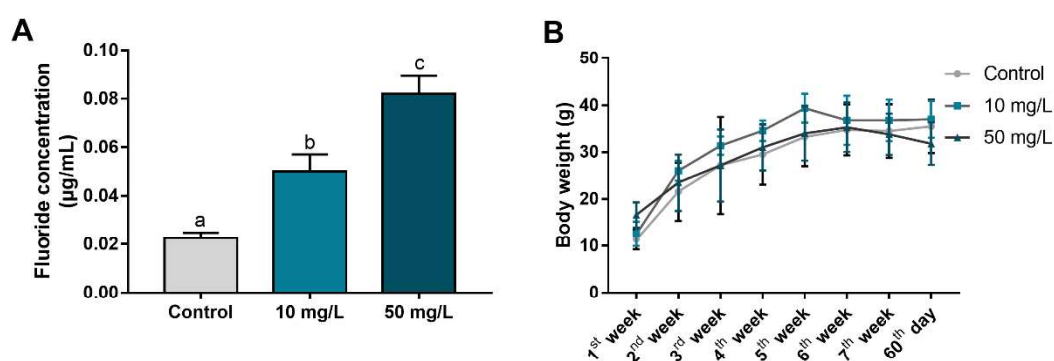 A
Fluoride concentration
(µg/mL)
0.10
0.08
0.06
0.04
0.02
0.00
a
b
c
Control
10 mg/L
50 mg/L
B
Body weight (g)
50
40
30
20
10
0
1st week
2nd week
3rd week
4th week
5th week
6th week
7th week
60th day
Control
10 mg/L
50 mg/L